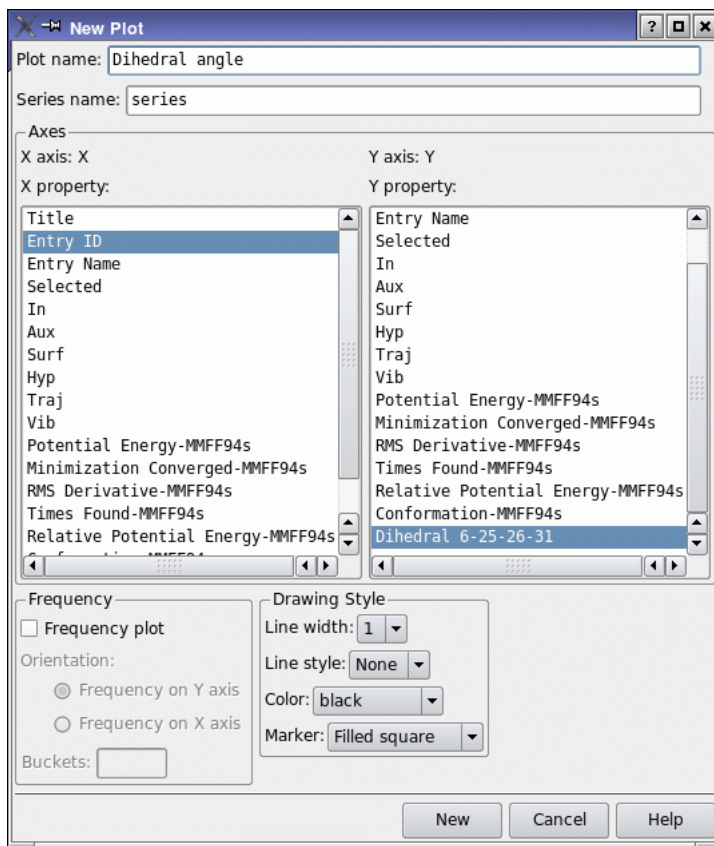 New Plot
Plot name: Dihedral angle
Series name: series
Axes
X axis: X
X property:
Title
Entry ID
Entry Name
Selected
In
Aux
Surf
Hyp
Traj
Vib
Potential Energy-MMFF94s
Minimization Converged-MMFF94s
RMS Derivative-MMFF94s
Times Found-MMFF94s
Relative Potential Energy-MMFF94s
Y axis: Y
Y property:
Entry Name
Selected
In
Aux
Surf
Hyp
Traj
Vib
Potential Energy-MMFF94s
Minimization Converged-MMFF94s
RMS Derivative-MMFF94s
Times Found-MMFF94s
Relative Potential Energy-MMFF94s
Conformation-MMFF94s
Dihedral 6-25-26-31
Frequency
Frequency plot
Orientation:
Frequency on Y axis
Frequency on X axis
Buckets:
Drawing Style
Line width: 1
Line style: None
Color: black
Marker: Filled square
New Cancel Help